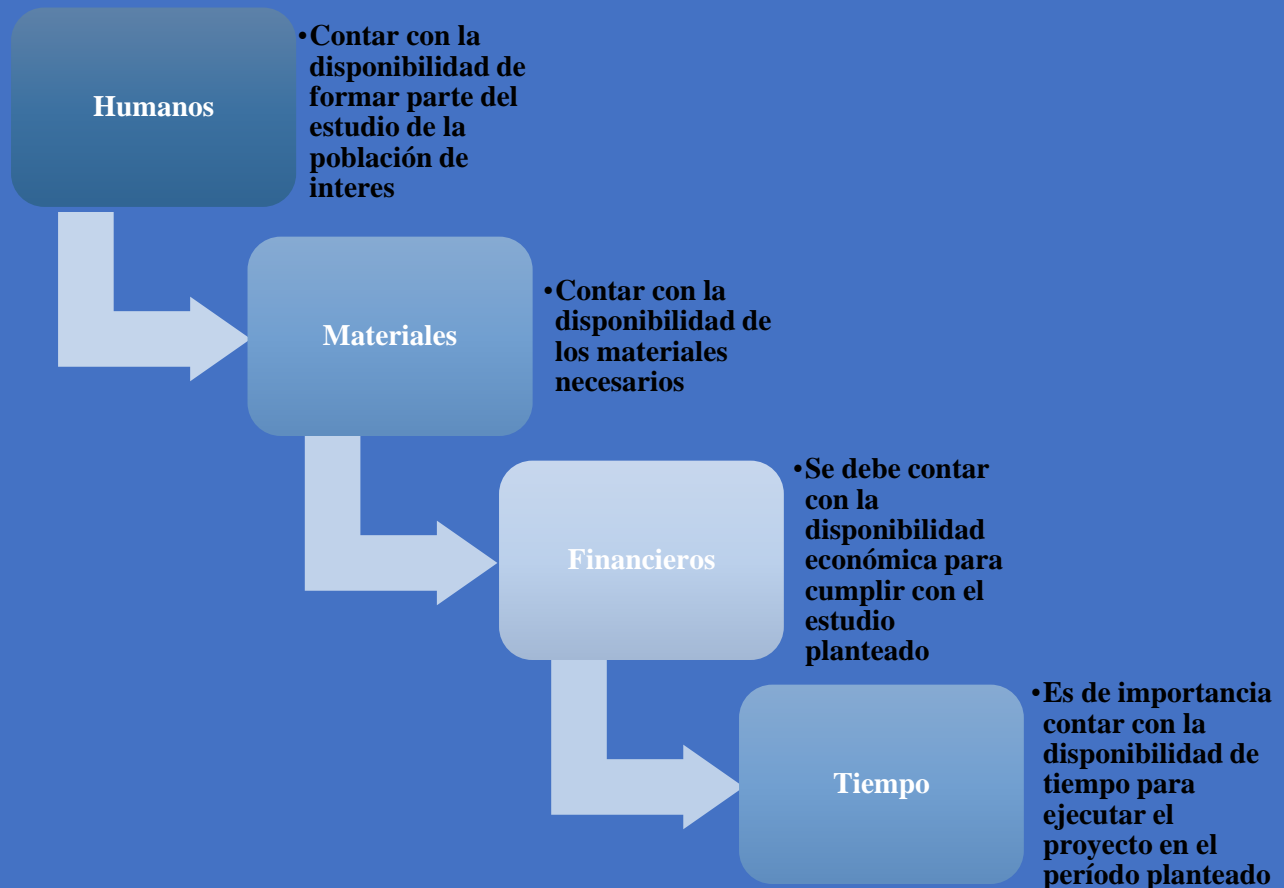 Humanos
•Contar con la
disponibilidad de
formar parte del
estudio de la
población de
interes
Materiales
•Contar con la
disponibilidad de
los materiales
necesarios
Financieros
•Se debe contar
con la
disponibilidad
económica para
cumplir con el
estudio
planteado
Tiempo
•Es de importancia
contar con la
disponibilidad de
tiempo para
ejecutar el
proyecto en el
período planteado